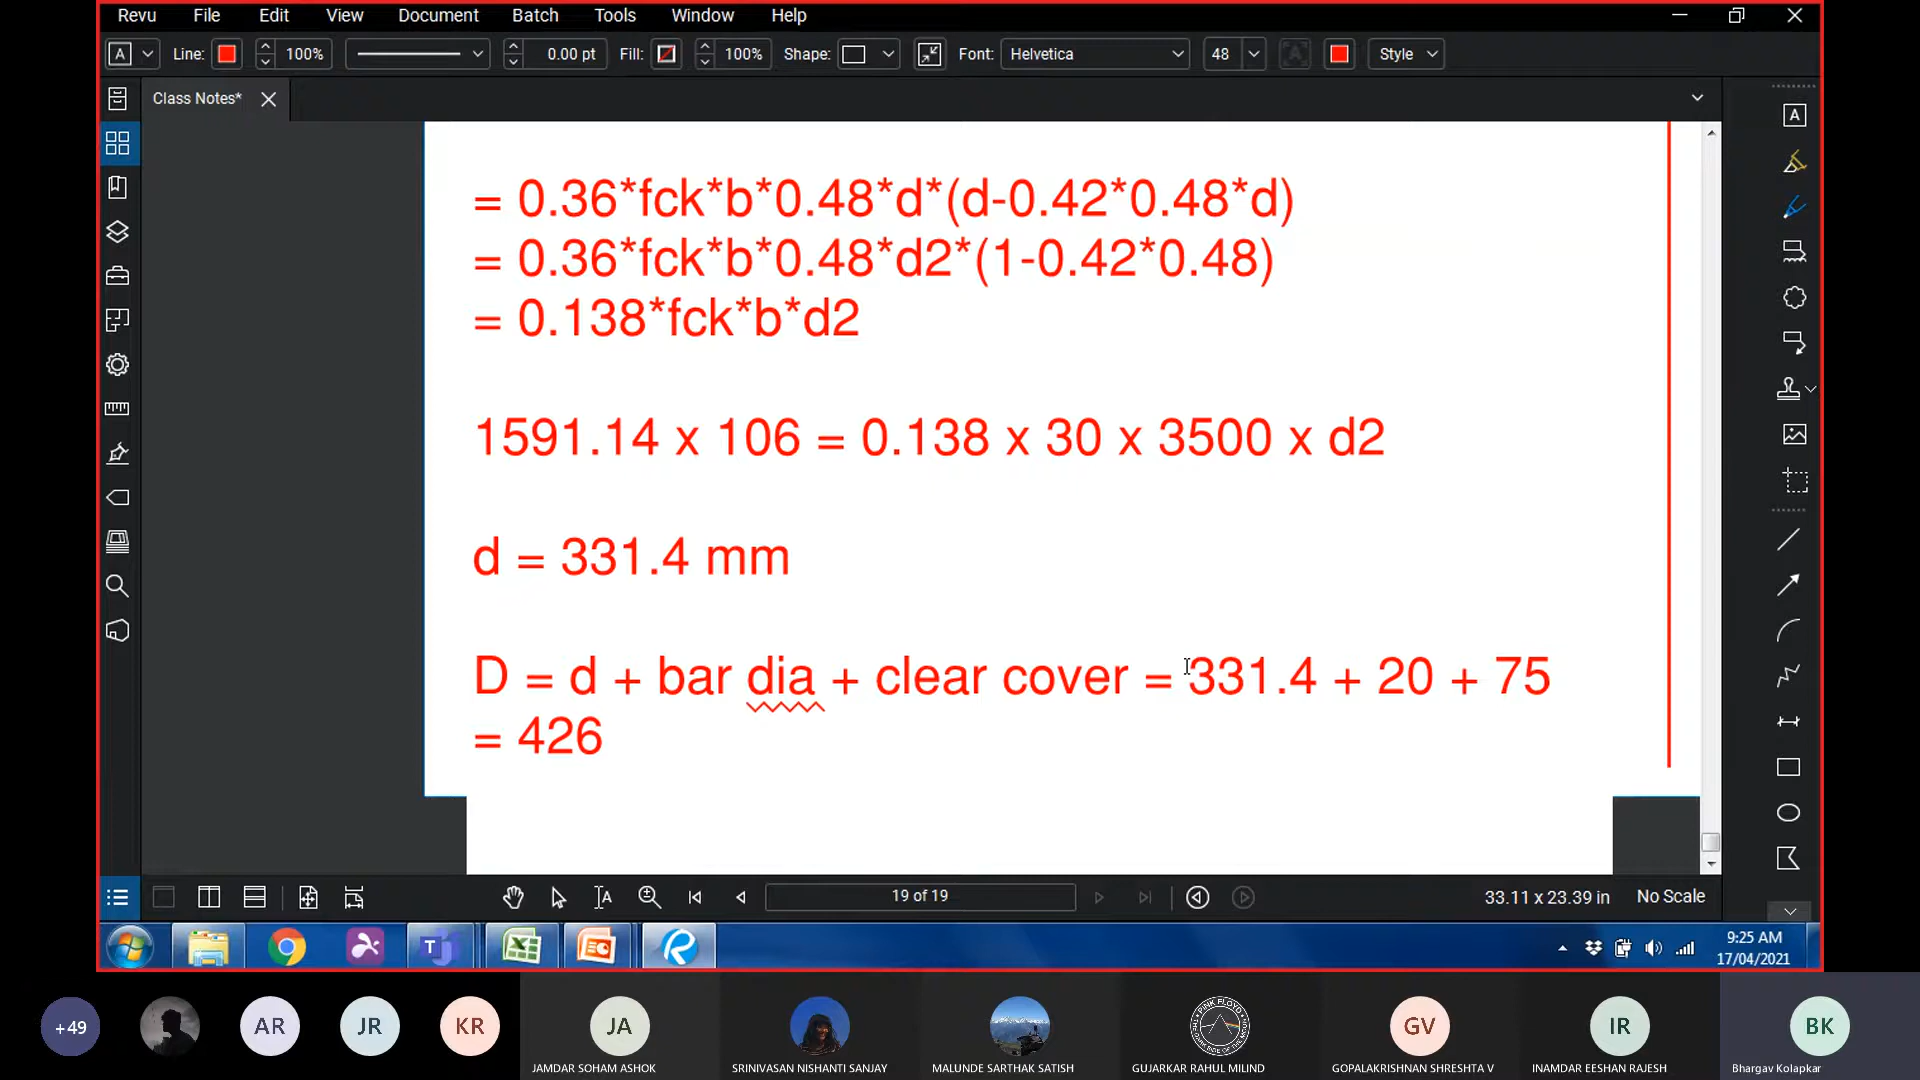 Revu File Edit View Document Batch Tools Window Help
A Line: 100% 0.00 pt Fill: 100% Shape: Font: Helvetica 48 A Style
Class Notes*
= 0.36*fck*b*0.48*d*(d-0.42*0.48*d)
= 0.36*fck*b*0.48*d2*(1-0.42*0.48)
= 0.138*fck*b*d2
1591.14 x 106 = 0.138 x 30 x 3500 x d2
d = 331.4 mm
D = d + bar dia + clear cover = 331.4 + 20 + 75
= 426
19 of 19
33.11 x 23.39 in No Scale
9:25 AM
17/04/2021
+49 AR JR KR JA GV IR BK
JAMDAR SOHAM ASHOK SRINIVASAN NISHANTI SANJAY MALUNDE SARTHAK SATISH GUJARKAR RAHUL MILIND GOPALAKRISHNAN SHRESHTA V INAMDAR EESHAN RAJESH Bhargav Kolapkar